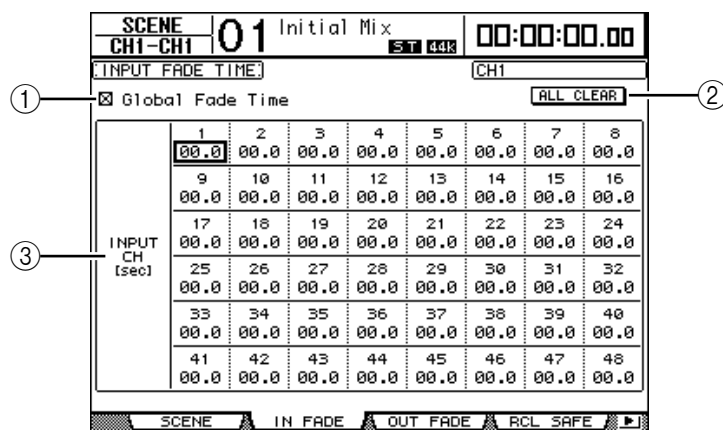 SCENE
CH1-CH1
01
Initial Mix
ST 44k
00:00:00.00
INPUT FADE TIME
CH1
1
Global Fade Time
ALL CLEAR
2
1 2 3 4 5 6 7 8
00.0 00.0 00.0 00.0 00.0 00.0 00.0 00.0
9 10 11 12 13 14 15 16
00.0 00.0 00.0 00.0 00.0 00.0 00.0 00.0
17 18 19 20 21 22 23 24
00.0 00.0 00.0 00.0 00.0 00.0 00.0 00.0
3
INPUT
CH
[sec]
25 26 27 28 29 30 31 32
00.0 00.0 00.0 00.0 00.0 00.0 00.0 00.0
33 34 35 36 37 38 39 40
00.0 00.0 00.0 00.0 00.0 00.0 00.0 00.0
41 42 43 44 45 46 47 48
00.0 00.0 00.0 00.0 00.0 00.0 00.0 00.0
SCENE IN FADE OUT FADE RCL SAFE